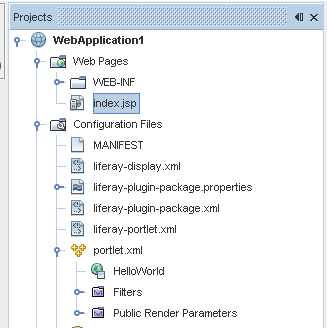 Projects
WebApplication1
Web Pages
WEB-INF
index.jsp
Configuration Files
MANIFEST
liferay-display.xml
liferay-plugin-package.properties
liferay-plugin-package.xml
liferay-portlet.xml
portlet.xml
HelloWorld
Filters
Public Render Parameters